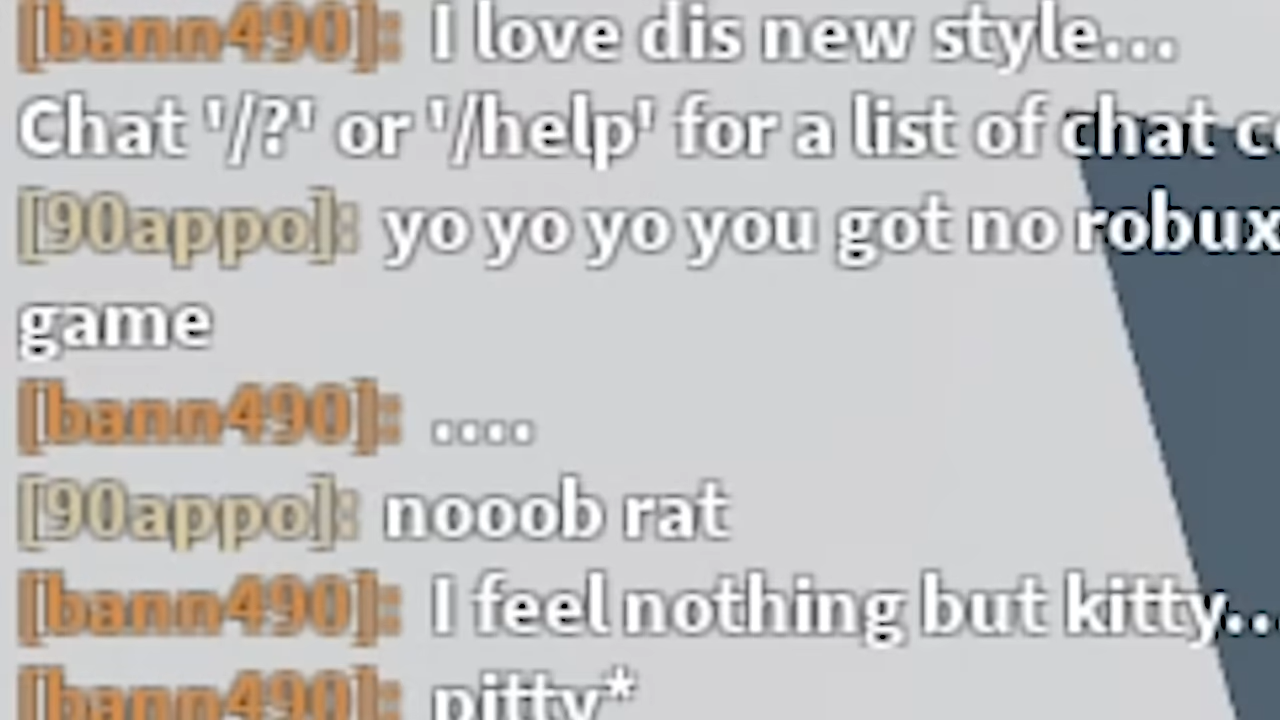 [bann490]: I love dis new style...
Chat '/?' or '/help' for a list of chat
[90appo]: yo yo yo you got no robux
game
[bann490]: ....
[90appo]: nooob rat
[bann490]: I feel nothing but kitty...
[bann490]: pitty*